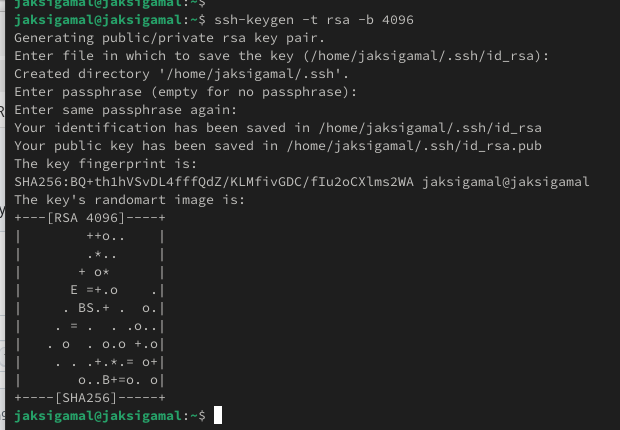 jaksigamal@jaksigamal:~$
jaksigamal@jaksigamal:~$ ssh-keygen -t rsa -b 4096
Generating public/private rsa key pair.
Enter file in which to save the key (/home/jaksigamal/.ssh/id_rsa):
Created directory '/home/jaksigamal/.ssh'.
Enter passphrase (empty for no passphrase):
Enter same passphrase again:
Your identification has been saved in /home/jaksigamal/.ssh/id_rsa
Your public key has been saved in /home/jaksigamal/.ssh/id_rsa.pub
The key fingerprint is:
SHA256:BQ+th1hVSvDL4fffQdZ/KLMfivGDC/fIu2oCXlms2WA jaksigamal@jaksigamal
The key's randomart image is:
+---[RSA 4096]----+
|        ++o..    |
|        .*..     |
|       + o*      |
|      E =+.o    .|
|     . BS.+ .  o.|
|    . = .  . .o..|
|   . o  . o.o +.o|
|    . . .+.*.= o+|
|       o..B+=o. o|
+----[SHA256]-----+
jaksigamal@jaksigamal:~$